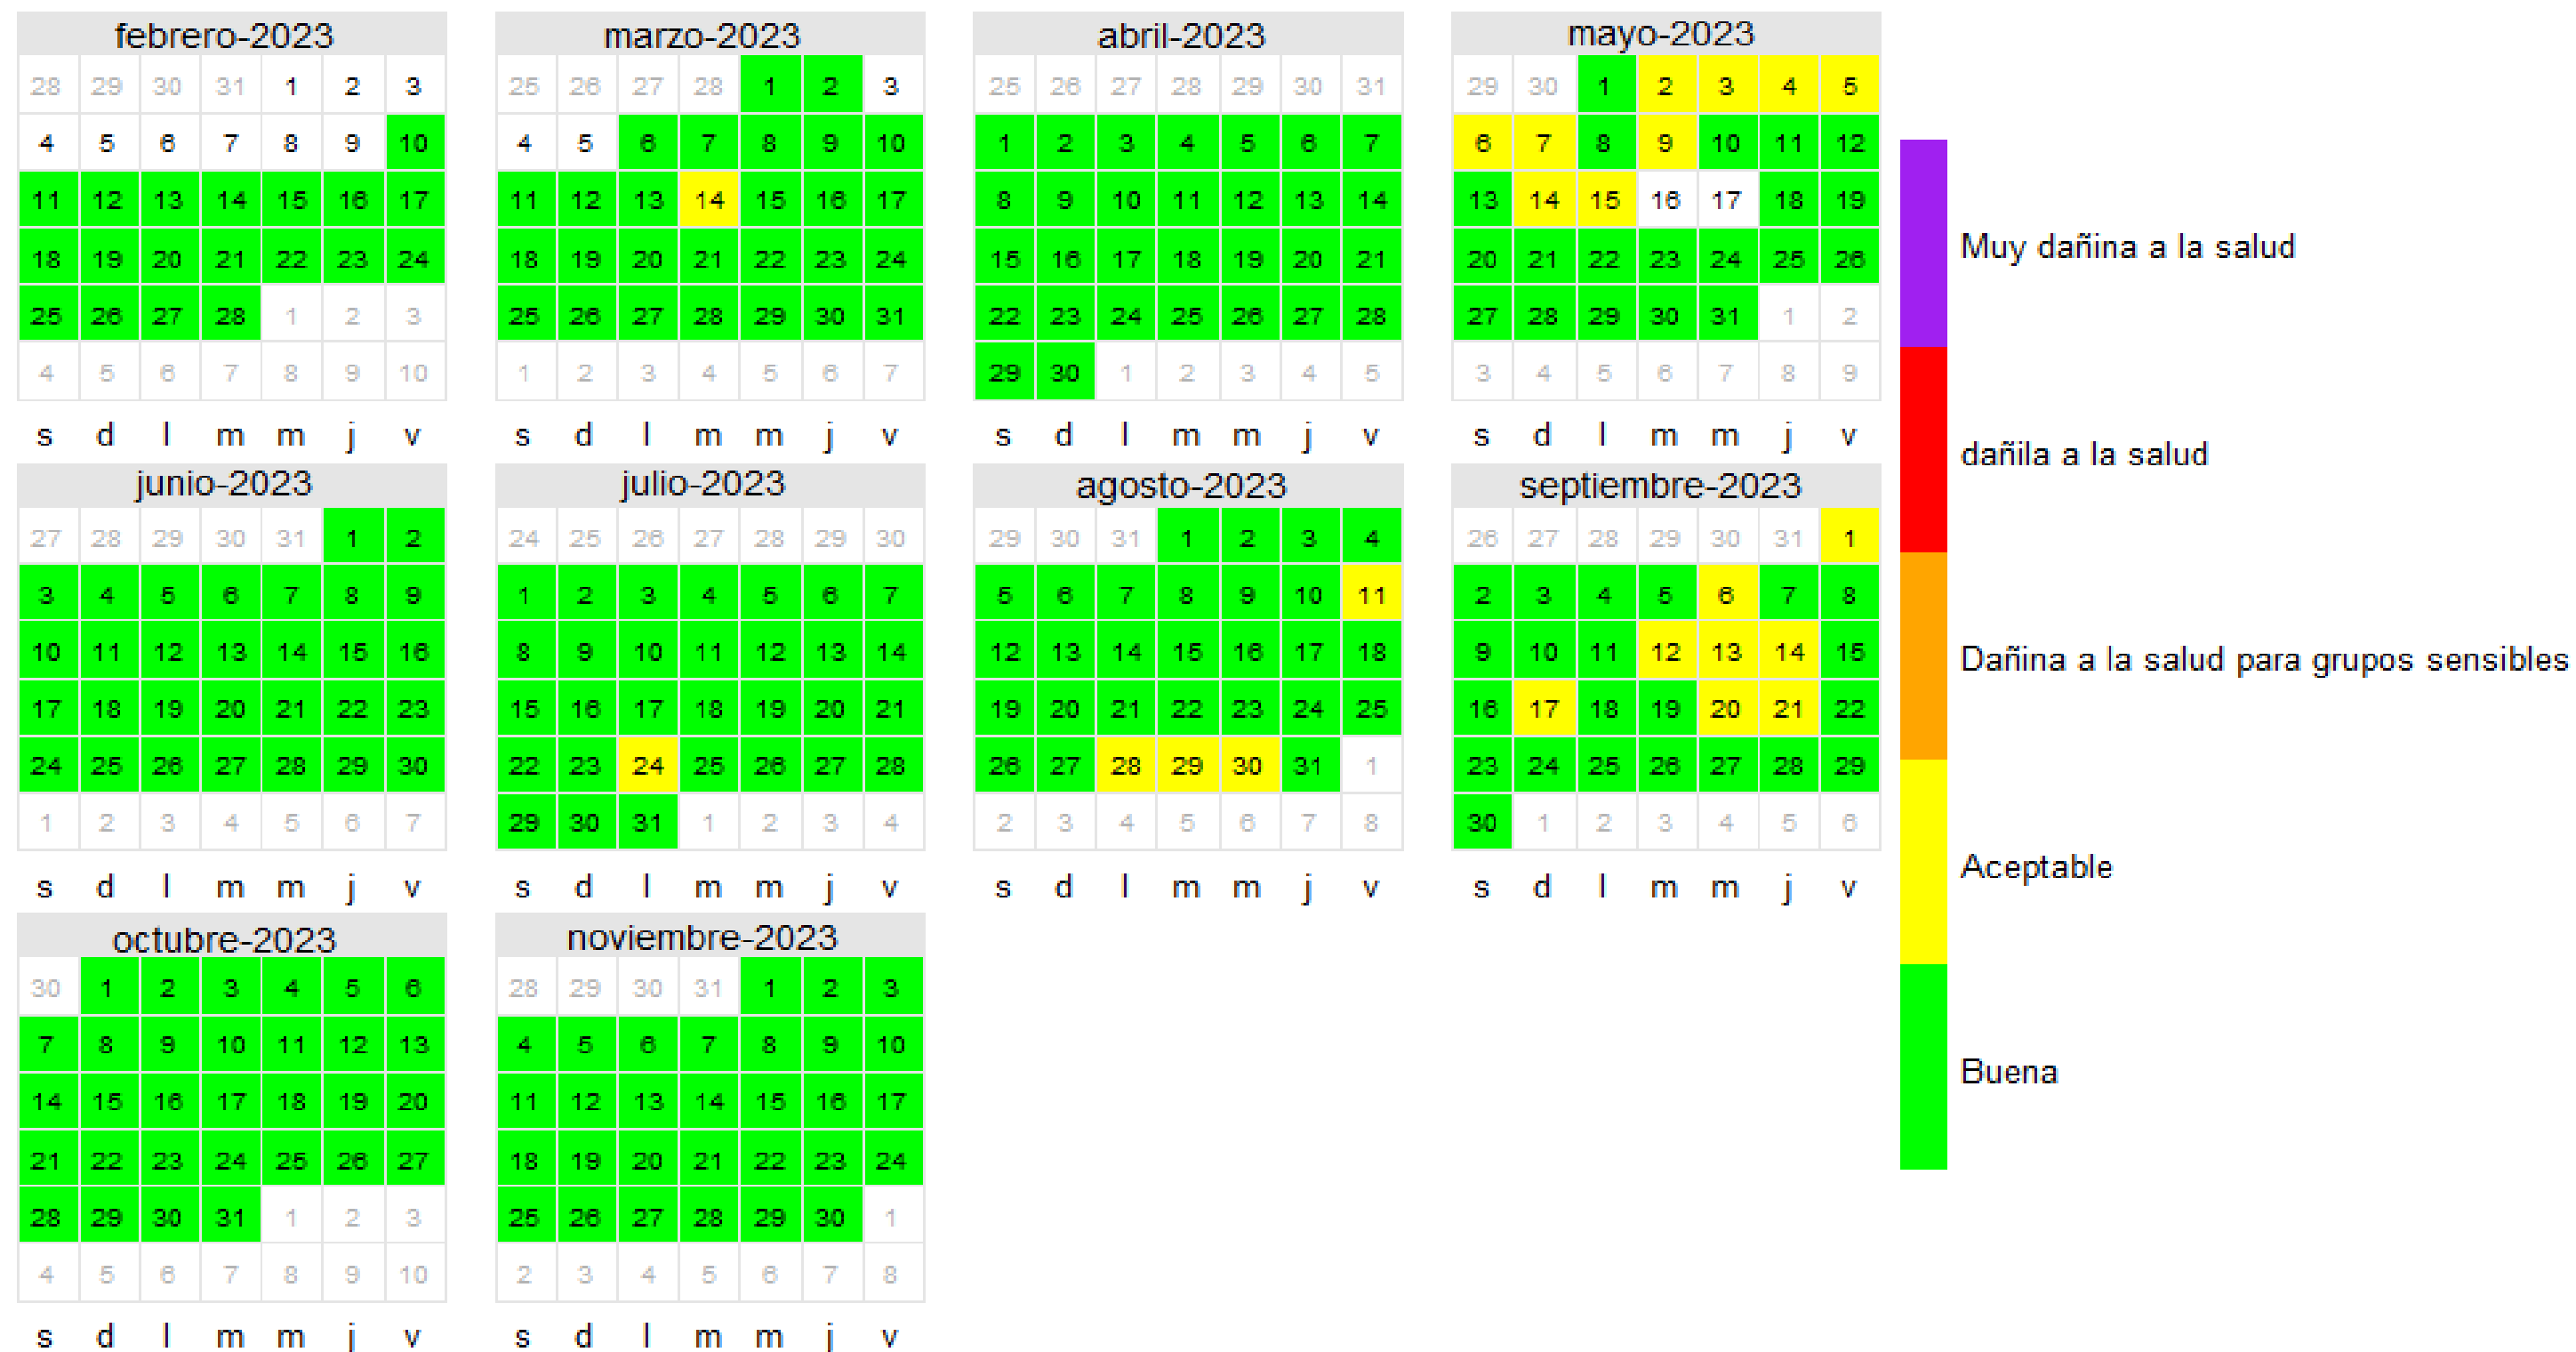 febrero-2023
28 29 30 31 1 2 3
4 5 6 7 8 9 10
11 12 13 14 15 16 17
18 19 20 21 22 23 24
25 26 27 28 1 2 3
4 5 6 7 8 9 10
s d l m m j v
marzo-2023
25 26 27 28 1 2 3
4 5 6 7 8 9 10
11 12 13 14 15 16 17
18 19 20 21 22 23 24
25 26 27 28 29 30 31
1 2 3 4 5 6 7
s d l m m j v
abril-2023
25 26 27 28 29 30 31
1 2 3 4 5 6 7
8 9 10 11 12 13 14
15 16 17 18 19 20 21
22 23 24 25 26 27 28
29 30 1 2 3 4 5
s d l m m j v
mayo-2023
29 30 1 2 3 4 5
6 7 8 9 10 11 12
13 14 15 16 17 18 19
20 21 22 23 24 25 26
27 28 29 30 31 1 2
3 4 5 6 7 8 9
s d l m m j v
junio-2023
27 28 29 30 31 1 2
3 4 5 6 7 8 9
10 11 12 13 14 15 16
17 18 19 20 21 22 23
24 25 26 27 28 29 30
1 2 3 4 5 6 7
s d l m m j v
julio-2023
24 25 26 27 28 29 30
1 2 3 4 5 6 7
8 9 10 11 12 13 14
15 16 17 18 19 20 21
22 23 24 25 26 27 28
29 30 31 1 2 3 4
s d l m m j v
agosto-2023
29 30 31 1 2 3 4
5 6 7 8 9 10 11
12 13 14 15 16 17 18
19 20 21 22 23 24 25
26 27 28 29 30 31 1
2 3 4 5 6 7 8
s d l m m j v
septiembre-2023
26 27 28 29 30 31 1
2 3 4 5 6 7 8
9 10 11 12 13 14 15
16 17 18 19 20 21 22
23 24 25 26 27 28 29
30 1 2 3 4 5 6
s d l m m j v
octubre-2023
30 1 2 3 4 5 6
7 8 9 10 11 12 13
14 15 16 17 18 19 20
21 22 23 24 25 26 27
28 29 30 31 1 2 3
4 5 6 7 8 9 10
s d l m m j v
noviembre-2023
28 29 30 31 1 2 3
4 5 6 7 8 9 10
11 12 13 14 15 16 17
18 19 20 21 22 23 24
25 26 27 28 29 30 1
2 3 4 5 6 7 8
s d l m m j v
Muy dañina a la salud
dañila a la salud
Dañina a la salud para grupos sensibles
Aceptable
Buena